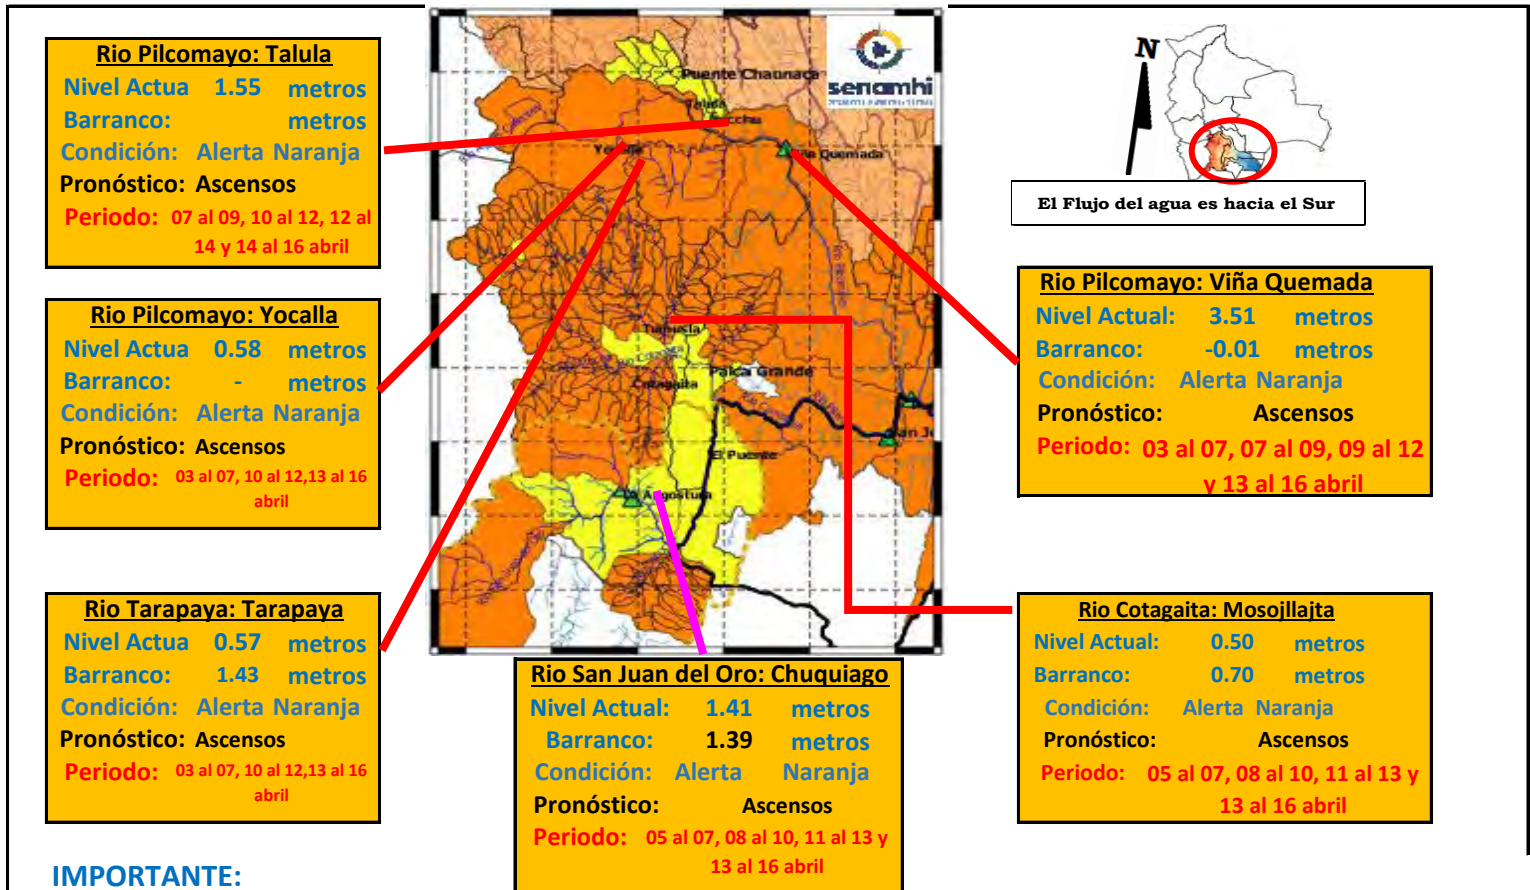 Rio Pilcomayo: Talula
Nivel Actua 1.55 metros
Barranco: metros
Condición: Alerta Naranja
Pronóstico: Ascensos
Periodo: 07 al 09, 10 al 12, 12 al
14 y 14 al 16 abril
Rio Pilcomayo: Yocalla
Nivel Actua 0.58 metros
Barranco: - metros
Condición: Alerta Naranja
Pronóstico: Ascensos
Periodo: 03 al 07, 10 al 12,13 al 16
abril
Rio Tarapaya: Tarapaya
Nivel Actua 0.57 metros
Barranco: 1.43 metros
Condición: Alerta Naranja
Pronóstico: Ascensos
Periodo: 03 al 07, 10 al 12,13 al 16
abril
IMPORTANTE:
senamhi
Puente Chaunaca
Talula
Quemada
Tumusla
Rio Cotagaita
Palca Grande
Cotagaita
El Puente
Angostura
Rio San Juan del Oro: Chuquiago
Nivel Actual: 1.41 metros
Barranco: 1.39 metros
Condición: Alerta Naranja
Pronóstico: Ascensos
Periodo: 05 al 07, 08 al 10, 11 al 13 y
13 al 16 abril
N
El Flujo del agua es hacia el Sur
Rio Pilcomayo: Viña Quemada
Nivel Actual: 3.51 metros
Barranco: -0.01 metros
Condición: Alerta Naranja
Pronóstico: Ascensos
Periodo: 03 al 07, 07 al 09, 09 al 12
y 13 al 16 abril
Rio Cotagaita: Mosojllajta
Nivel Actual: 0.50 metros
Barranco: 0.70 metros
Condición: Alerta Naranja
Pronóstico: Ascensos
Periodo: 05 al 07, 08 al 10, 11 al 13 y
13 al 16 abril